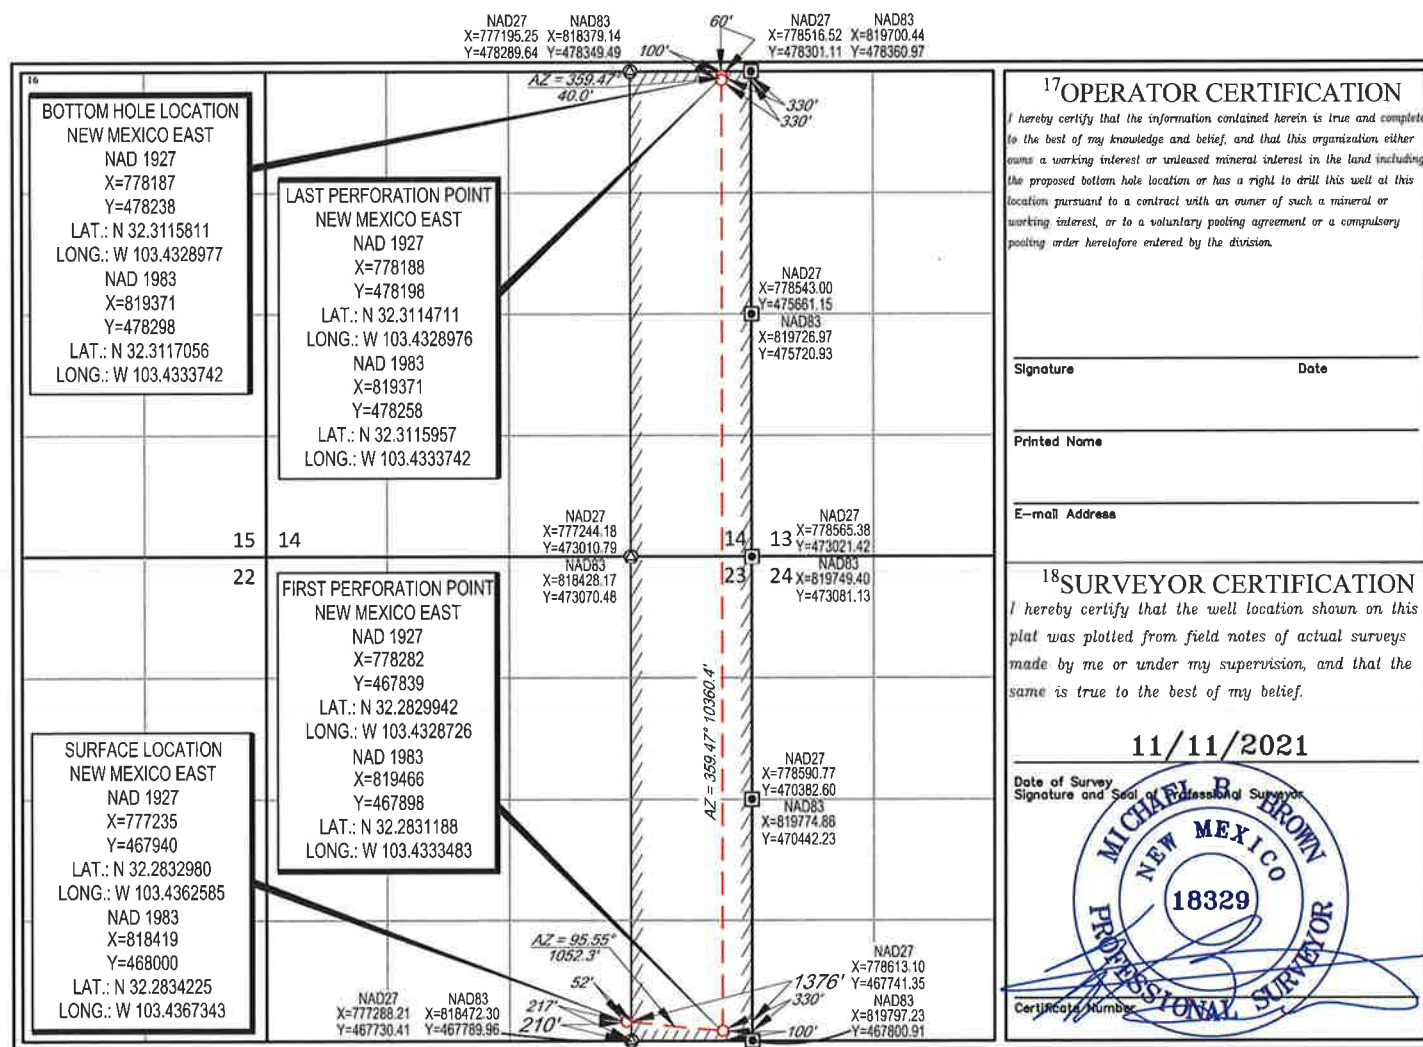 NAD27
X=777195.25
Y=478289.64
NAD83
X=818379.14
Y=478349.49
100'
60'
NAD27
X=778516.52
Y=478301.11
NAD83
X=819700.44
Y=478360.97
16
AZ = 359.47°
40.0'
330'
330'
BOTTOM HOLE LOCATION
NEW MEXICO EAST
NAD 1927
X=778187
Y=478238
LAT.: N 32.3115811
LONG.: W 103.4328977
NAD 1983
X=819371
Y=478298
LAT.: N 32.3117056
LONG.: W 103.4333742
LAST PERFORATION POINT
NEW MEXICO EAST
NAD 1927
X=778188
Y=478198
LAT.: N 32.3114711
LONG.: W 103.4328976
NAD 1983
X=819371
Y=478258
LAT.: N 32.3115957
LONG.: W 103.4333742
NAD27
X=778543.00
Y=475661.15
NAD83
X=819726.97
Y=475720.93
15
14
22
14
13
23
24
NAD27
X=777244.18
Y=473010.79
NAD83
X=818428.17
Y=473070.48
NAD27
X=778565.38
Y=473021.42
NAD83
X=819749.40
Y=473081.13
FIRST PERFORATION POINT
NEW MEXICO EAST
NAD 1927
X=778282
Y=467839
LAT.: N 32.2829942
LONG.: W 103.4328726
NAD 1983
X=819466
Y=467898
LAT.: N 32.2831188
LONG.: W 103.4333483
AZ = 359.47° 10360.4'
NAD27
X=778590.77
Y=470382.60
NAD83
X=819774.86
Y=470442.23
SURFACE LOCATION
NEW MEXICO EAST
NAD 1927
X=777235
Y=467940
LAT.: N 32.2832980
LONG.: W 103.4362585
NAD 1983
X=818419
Y=468000
LAT.: N 32.2834225
LONG.: W 103.4367343
AZ = 95.55°
1052.3'
52'
217'
210'
1376'
330'
100'
NAD27
X=777288.21
Y=467730.41
NAD83
X=818472.30
Y=467789.96
NAD27
X=778613.10
Y=467741.35
NAD83
X=819797.23
Y=467800.91
17 OPERATOR CERTIFICATION
I hereby certify that the information contained herein is true and complete
to the best of my knowledge and belief, and that this organization either
owns a working interest or unleased mineral interest in the land including
the proposed bottom hole location or has a right to drill this well at this
location pursuant to a contract with an owner of such a mineral or
working interest, or to a voluntary pooling agreement or a compulsory
pooling order heretofore entered by the division.
Signature Date
Printed Name
E-mail Address
18 SURVEYOR CERTIFICATION
I hereby certify that the well location shown on this
plat was plotted from field notes of actual surveys
made by me or under my supervision, and that the
same is true to the best of my belief.
11/11/2021
Date of Survey
Signature and Seal of Professional Surveyor
MICHAEL B BROWN
NEW MEXICO
18329
PROFESSIONAL SURVEYOR
Certificate Number